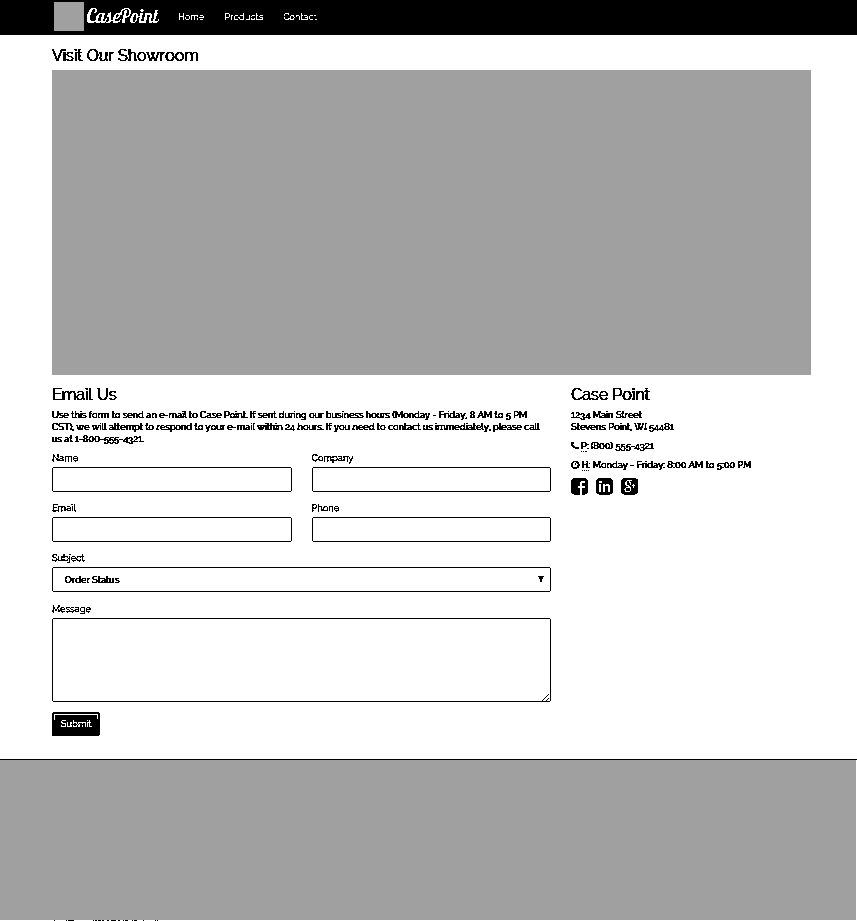 CasePoint
Home
Products
Contact
Visit Our Showroom
Email Us
Use this form to send an e-mail to Case Point. If sent during our business hours (Monday - Friday, 8 AM to 5 PM
CST), we will attempt to respond to your e-mail within 24 hours. If you need to contact us immediately, please call
us at 1-800-555-4321.
Name
Company
Email
Phone
Subject
Order Status
Message
Submit
Case Point
1234 Main Street
Stevens Point, WI 54481
P: (800) 555-4321
H: Monday - Friday: 8:00 AM to 5:00 PM